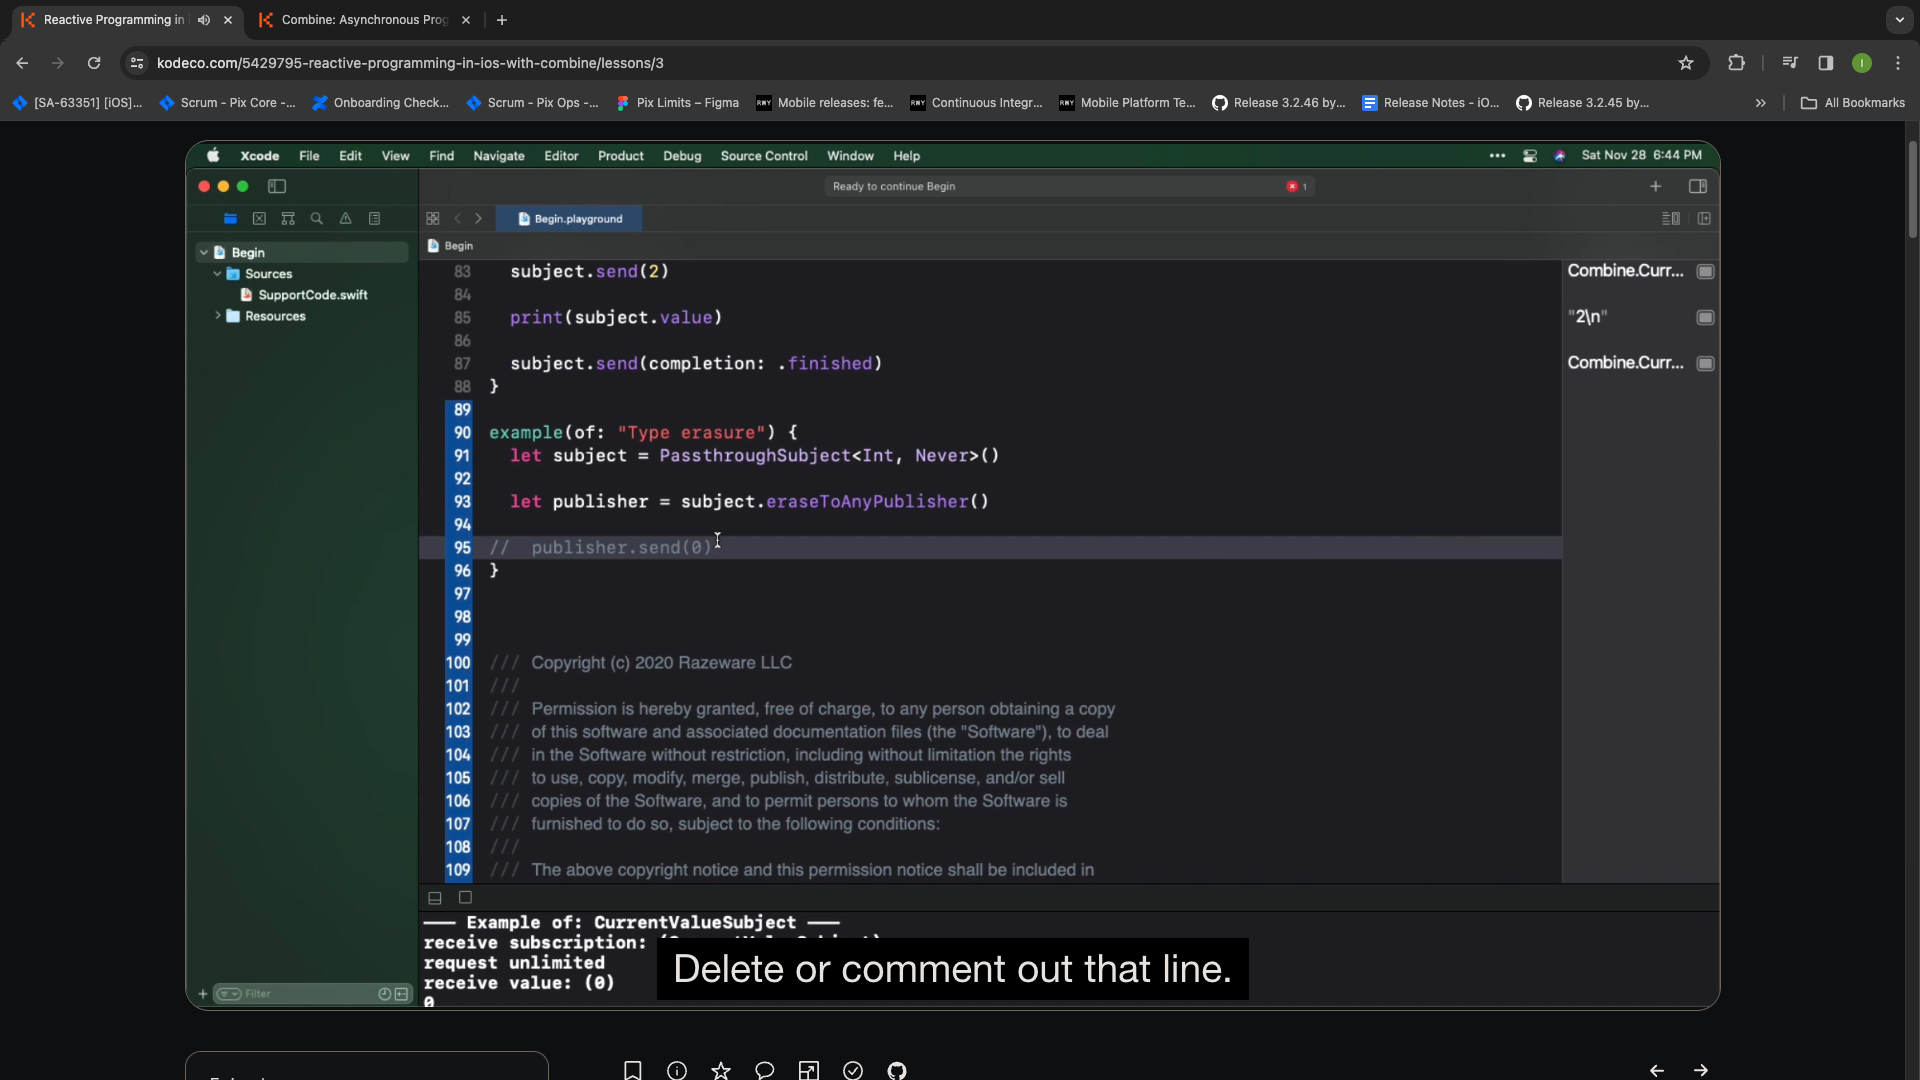 Reactive Programming in
Combine: Asynchronous Prog
kodeco.com/5429795-reactive-programming-in-ios-with-combine/lessons/3
I
[SA-63351] [iOS]...
Scrum - Pix Core -...
Onboarding Check...
Scrum - Pix Ops -...
Pix Limits – Figma
RWY Mobile releases: fe...
RWY Continuous Integr...
RWY Mobile Platform Te...
Release 3.2.46 by...
Release Notes - iO...
Release 3.2.45 by...
All Bookmarks
Xcode File Edit View Find Navigate Editor Product Debug Source Control Window Help
Sat Nov 28 6:44 PM
Ready to continue Begin
1
Begin.playground
Begin
Begin
Sources
SupportCode.swift
Resources
83 subject.send(2)
Combine.Curr...
84
85 print(subject.value)
"2\n"
86
87 subject.send(completion: .finished)
Combine.Curr...
88 }
89
90 example(of: "Type erasure") {
91 let subject = PassthroughSubject<Int, Never>()
92
93 let publisher = subject.eraseToAnyPublisher()
94
95 // publisher.send(0)
96 }
97
98
99
100 /// Copyright (c) 2020 Razeware LLC
101 ///
102 /// Permission is hereby granted, free of charge, to any person obtaining a copy
103 /// of this software and associated documentation files (the "Software"), to deal
104 /// in the Software without restriction, including without limitation the rights
105 /// to use, copy, modify, merge, publish, distribute, sublicense, and/or sell
106 /// copies of the Software, and to permit persons to whom the Software is
107 /// furnished to do so, subject to the following conditions:
108 ///
109 /// The above copyright notice and this permission notice shall be included in
—— Example of: CurrentValueSubject ——
receive subscription:
request unlimited
receive value: (0)
0
Filter
Delete or comment out that line.